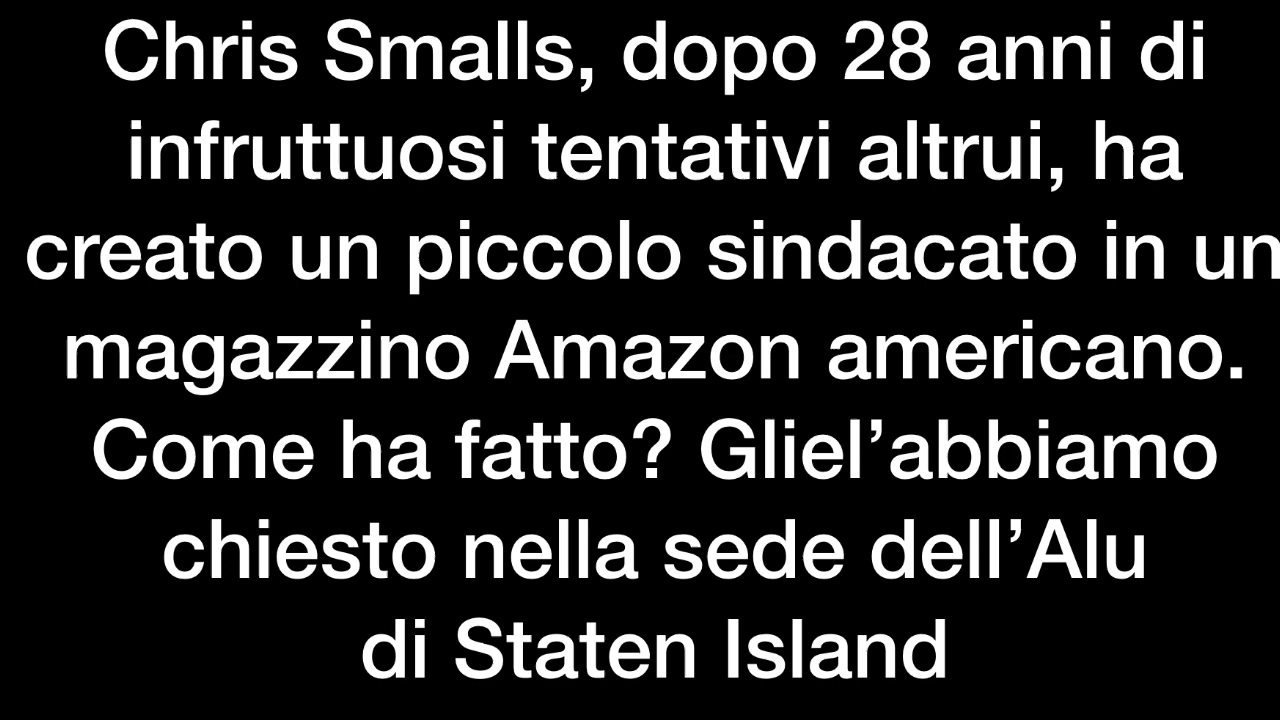 Chris Smalls, dopo 28 anni di
infruttuosi tentativi altrui, ha
creato un piccolo sindacato in un
magazzino Amazon americano.
Come ha fatto? Gliel’abbiamo
chiesto nella sede dell’Alu
di Staten Island